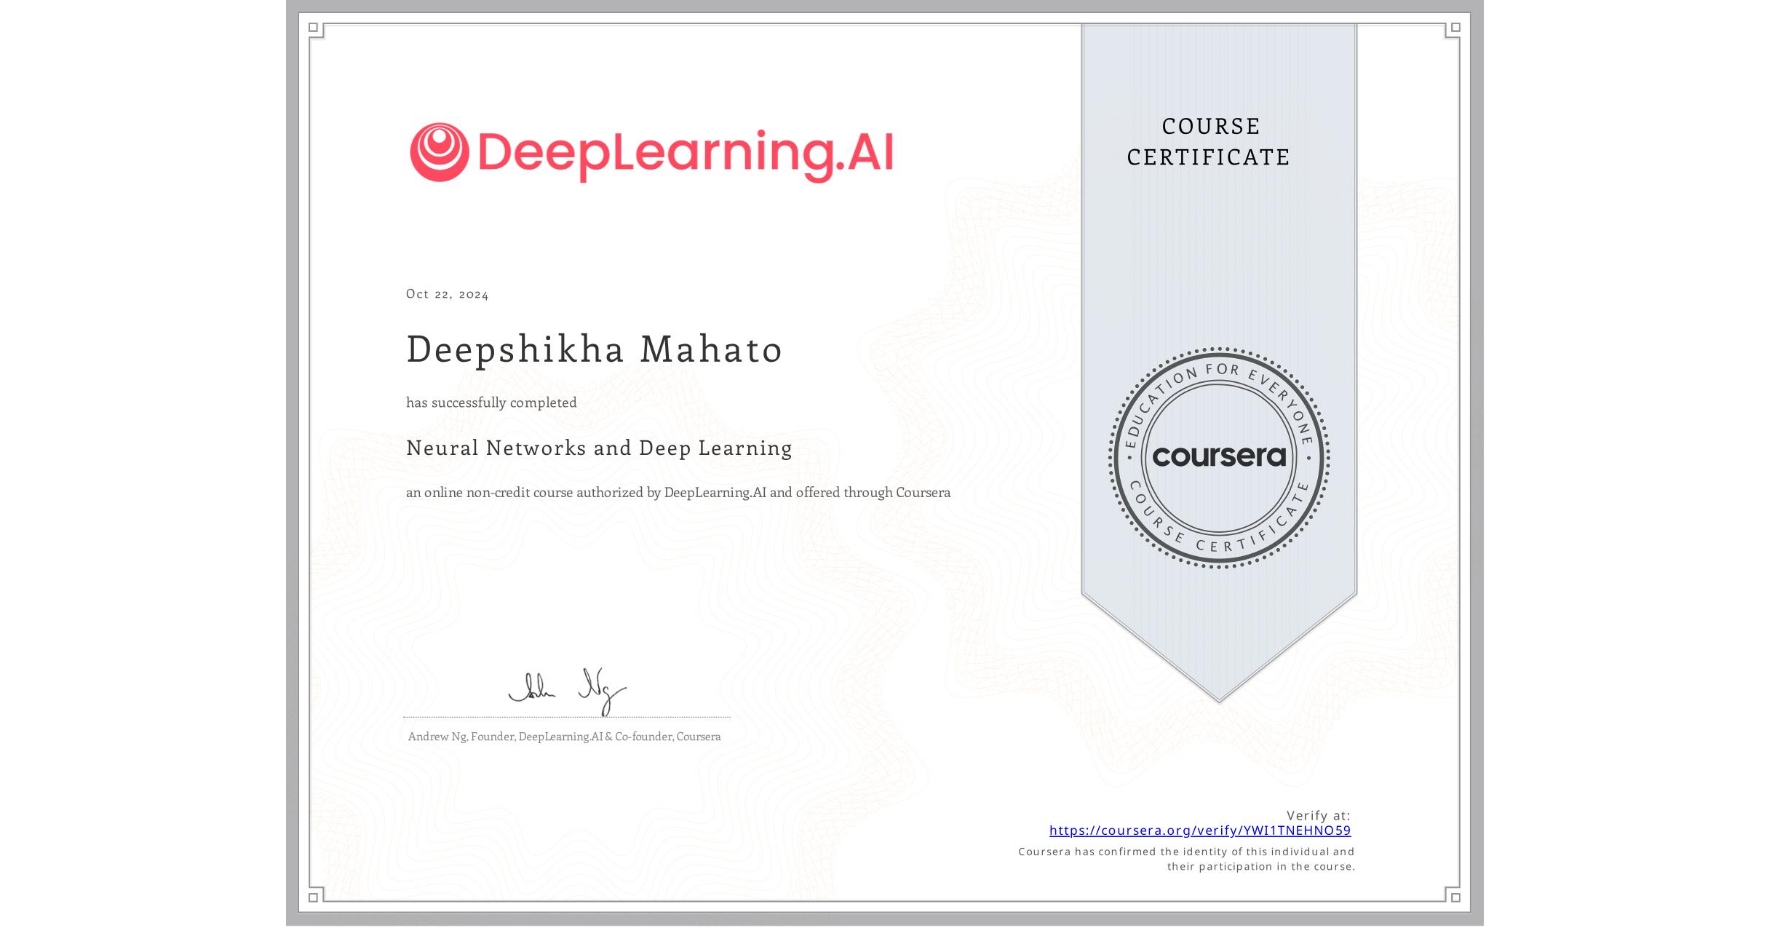 DeepLearning.AI
COURSE
CERTIFICATE
Oct 22, 2024
Deepshikha Mahato
has successfully completed
Neural Networks and Deep Learning
an online non-credit course authorized by DeepLearning.AI and offered through Coursera
EDUCATION FOR EVERYONE
coursera
COURSE CERTIFICATE
Andrew Ng, Founder, DeepLearning.AI & Co-founder, Coursera
Verify at:
https://coursera.org/verify/YWI1TNEHNO59
Coursera has confirmed the identity of this individual and
their participation in the course.